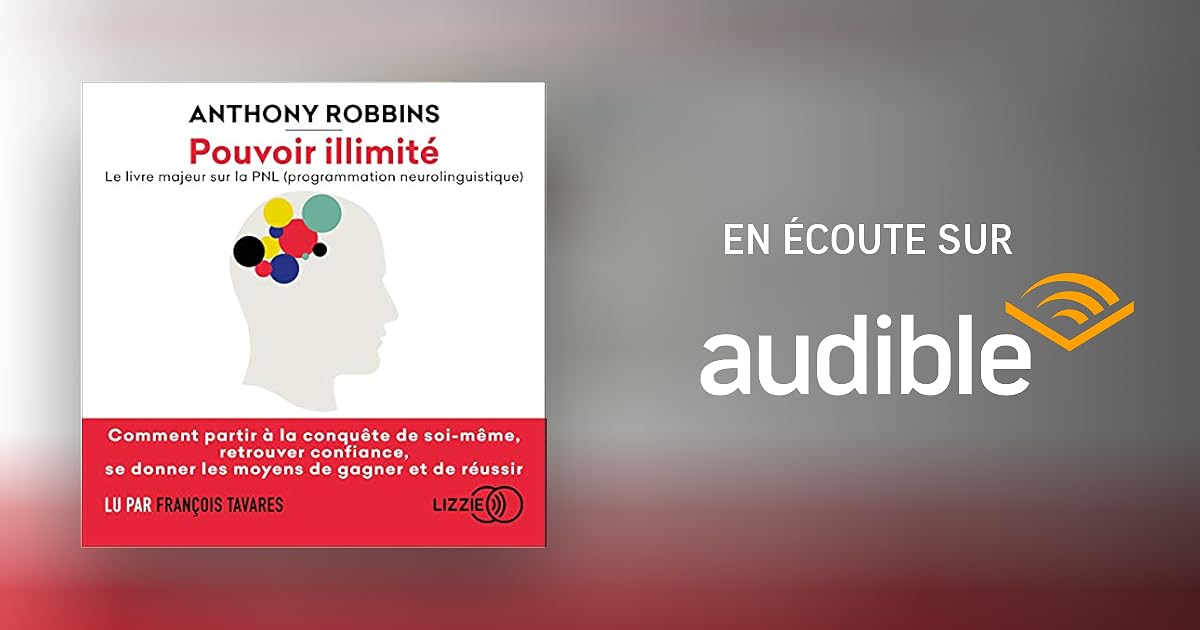 ANTHONY ROBBINS
Pouvoir illimité
Le livre majeur sur la PNL (programmation neurolinguistique)
Comment partir à la conquête de soi-même,
retrouver confiance,
se donner les moyens de gagner et de réussir
LU PAR FRANÇOIS TAVARES
LIZZIE
EN ÉCOUTE SUR
audible